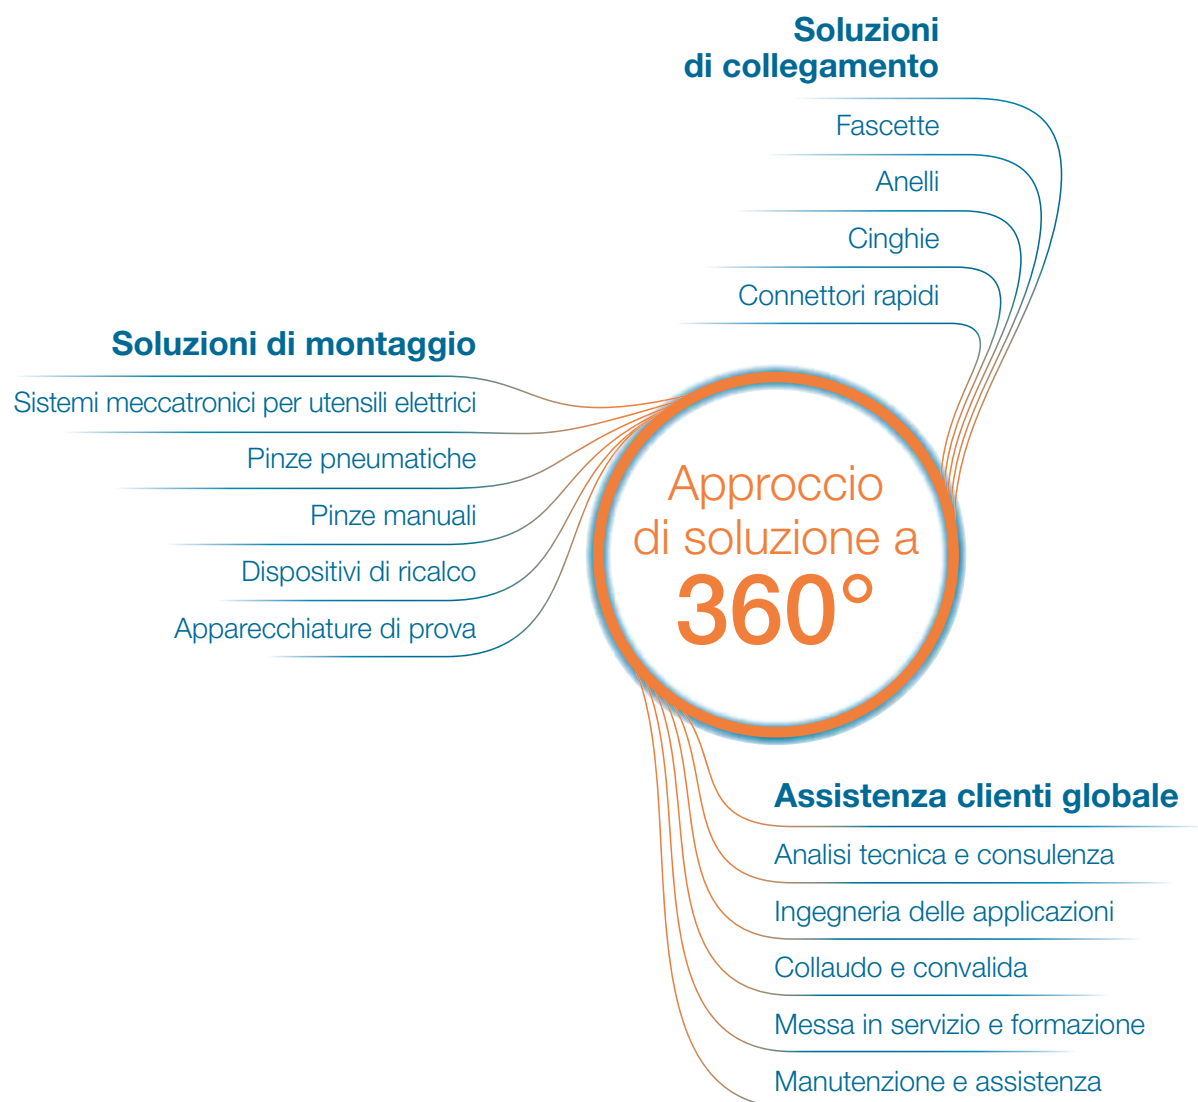 Soluzioni
di collegamento
Fascette
Anelli
Cinghie
Connettori rapidi
Soluzioni di montaggio
Sistemi meccatronici per utensili elettrici
Pinze pneumatiche
Pinze manuali
Dispositivi di ricalco
Apparecchiature di prova
Approccio
di soluzione a
360°
Assistenza clienti globale
Analisi tecnica e consulenza
Ingegneria delle applicazioni
Collaudo e convalida
Messa in servizio e formazione
Manutenzione e assistenza